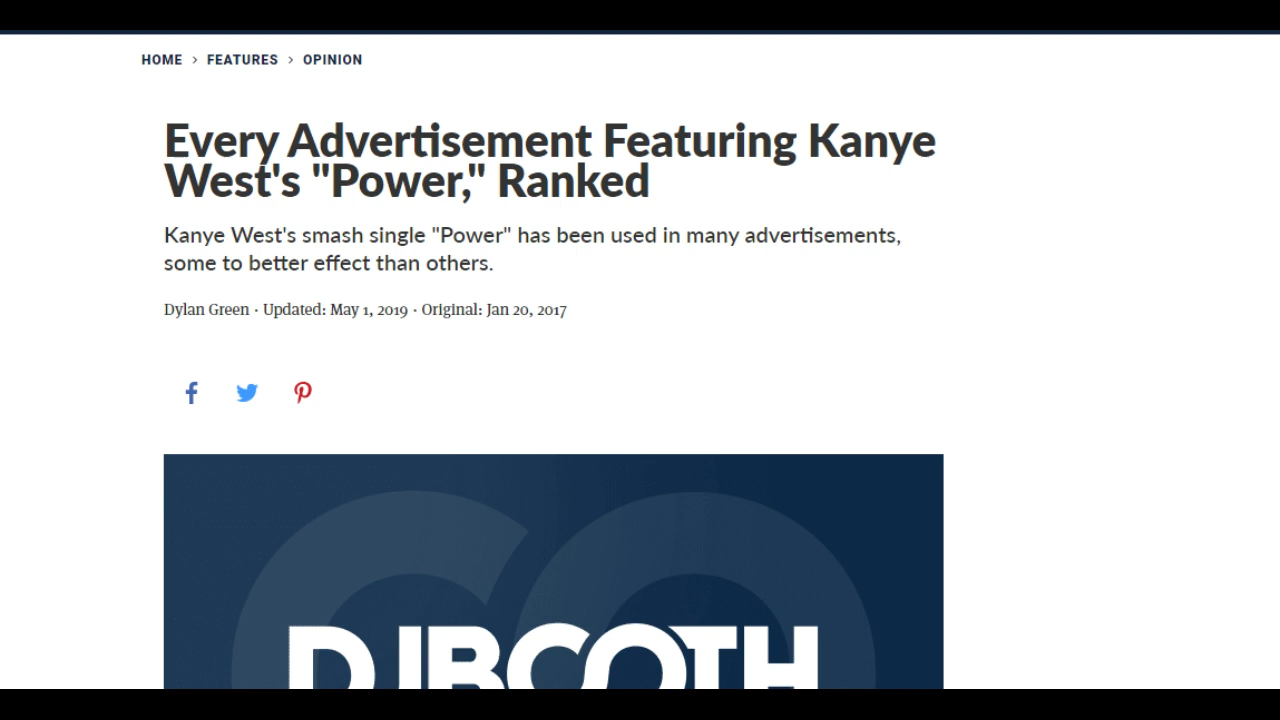 HOME > FEATURES > OPINION
Every Advertisement Featuring Kanye
West's "Power," Ranked
Kanye West's smash single "Power" has been used in many advertisements,
some to better effect than others.
Dylan Green · Updated: May 1, 2019 · Original: Jan 20, 2017
DJBOOTH